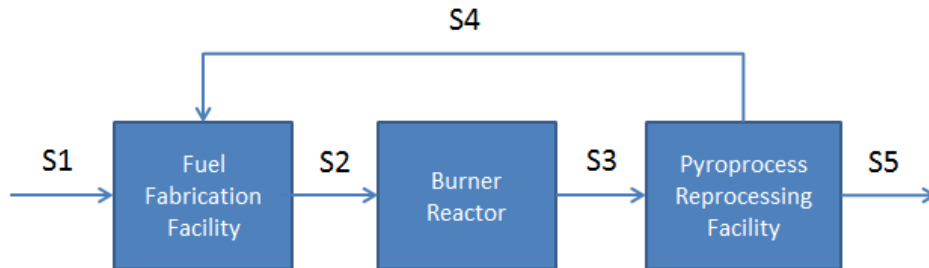 S4
S1
Fuel
Fabrication
Facility
S2
Burner
Reactor
S3
Pyroprocess
Reprocessing
Facility
S5